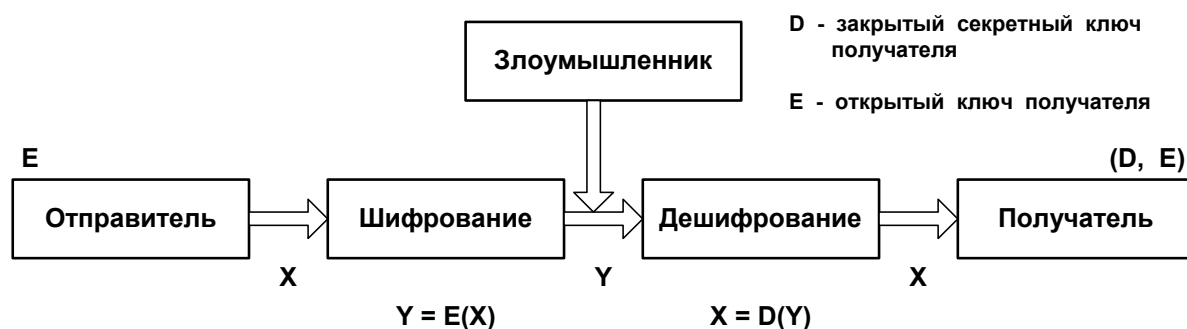 D - закрытый секретный ключ
получателя
Злоумышленник
E - открытый ключ получателя
E
(D, E)
Отправитель
Шифрование
Дешифрование
Получатель
X
Y
X
Y = E(X)
X = D(Y)